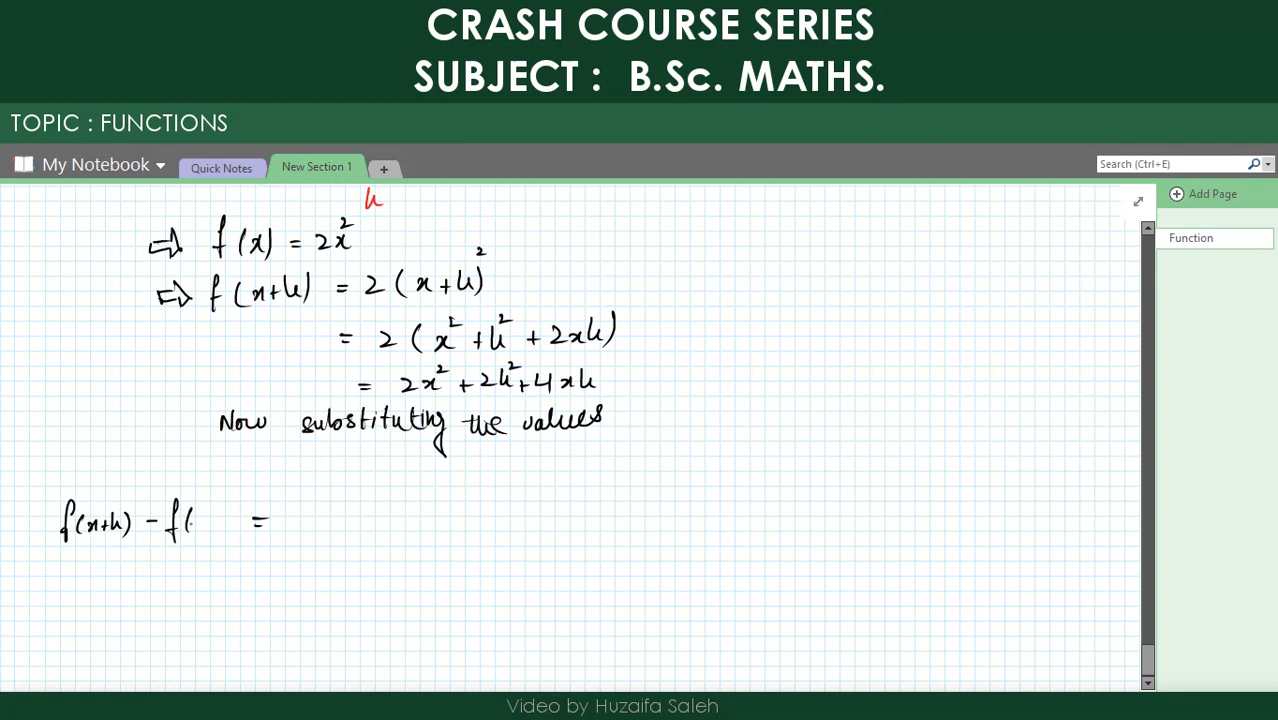 CRASH COURSE SERIES
SUBJECT : B.Sc. MATHS.
TOPIC : FUNCTIONS
My Notebook Quick Notes New Section 1 + Search (Ctrl+E)
Add Page
Function
h
⇒ f(x) = 2x²
⇒ f(x+h) = 2(x+h)²
= 2(x² + h² + 2xh)
= 2x² + 2h² + 4xh
Now substituting the values
f(x+h) - f( =
Video by Huzaifa Saleh